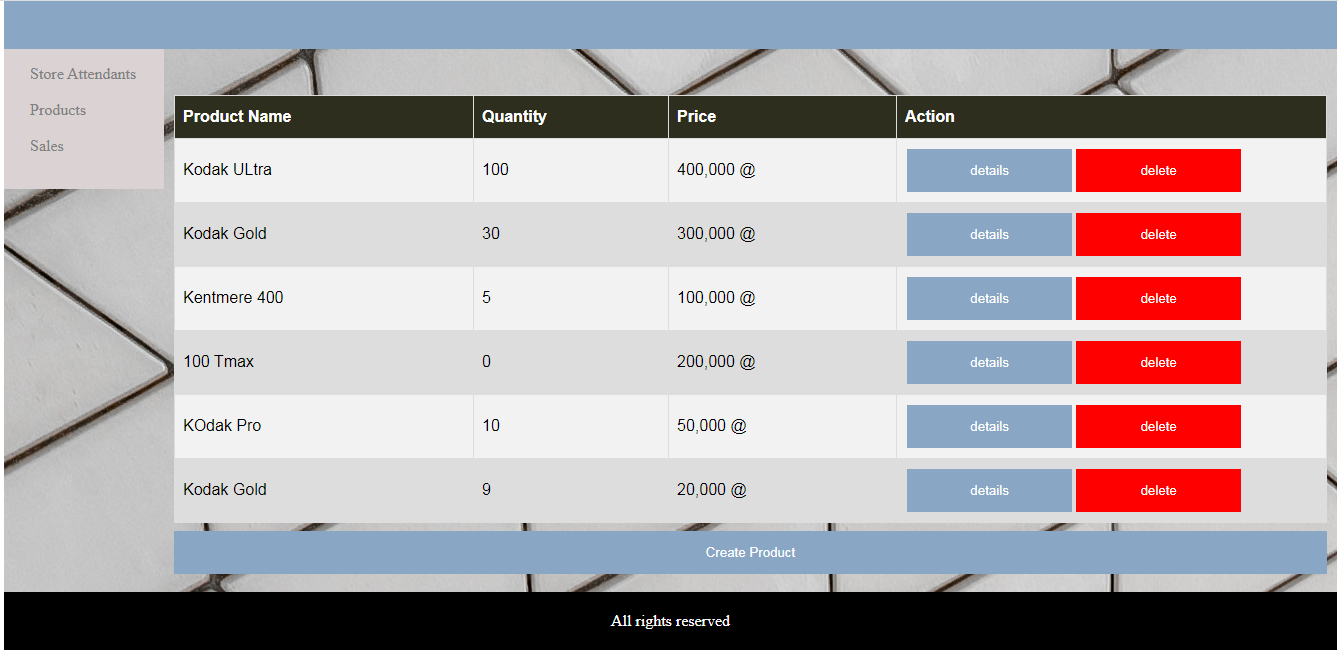 Store Attendants
Products
Sales
Product Name Quantity Price Action
Kodak ULtra 100 400,000 @ details delete
Kodak Gold 30 300,000 @ details delete
Kentmere 400 5 100,000 @ details delete
100 Tmax 0 200,000 @ details delete
KOdak Pro 10 50,000 @ details delete
Kodak Gold 9 20,000 @ details delete
Create Product
All rights reserved